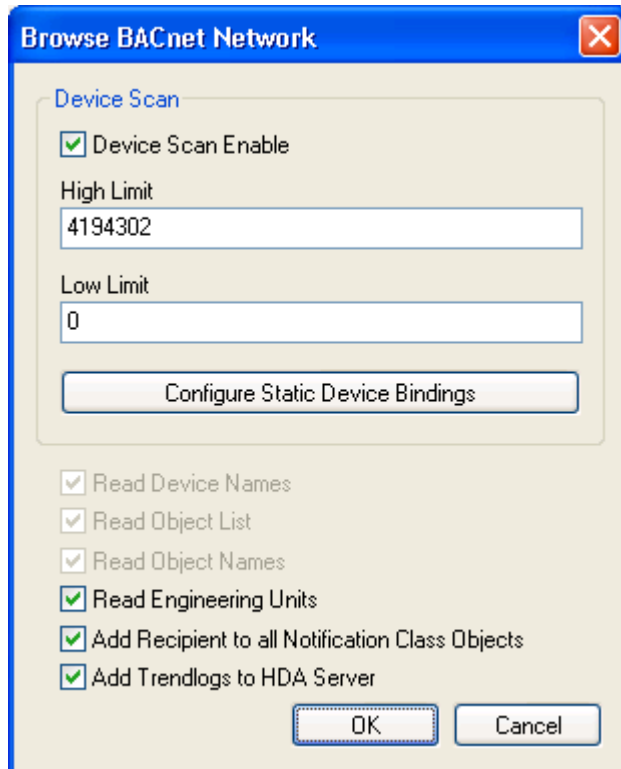 Browse BACnet Network
Device Scan
Device Scan Enable
High Limit
4194302
Low Limit
0
Configure Static Device Bindings
Read Device Names
Read Object List
Read Object Names
Read Engineering Units
Add Recipient to all Notification Class Objects
Add Trendlogs to HDA Server
OK Cancel